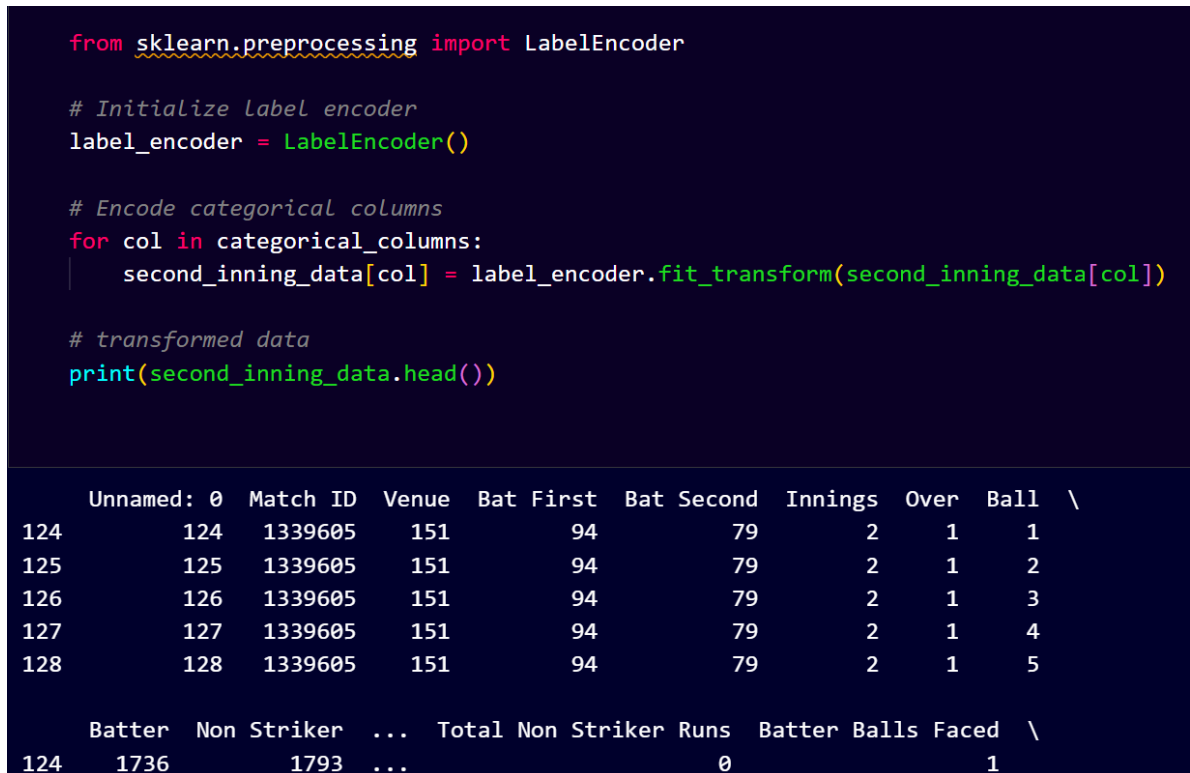 from sklearn.preprocessing import LabelEncoder
# Initialize label encoder
label_encoder = LabelEncoder()
# Encode categorical columns
for col in categorical_columns:
    second_inning_data[col] = label_encoder.fit_transform(second_inning_data[col])
# transformed data
print(second_inning_data.head())
Unnamed: 0  Match ID  Venue  Bat First  Bat Second  Innings  Over  Ball  \
124         124   1339605    151         94          79        2     1     1
125         125   1339605    151         94          79        2     1     2
126         126   1339605    151         94          79        2     1     3
127         127   1339605    151         94          79        2     1     4
128         128   1339605    151         94          79        2     1     5
Batter  Non Striker  ...  Total Non Striker Runs  Batter Balls Faced  \
124    1736         1793  ...                       0                   1